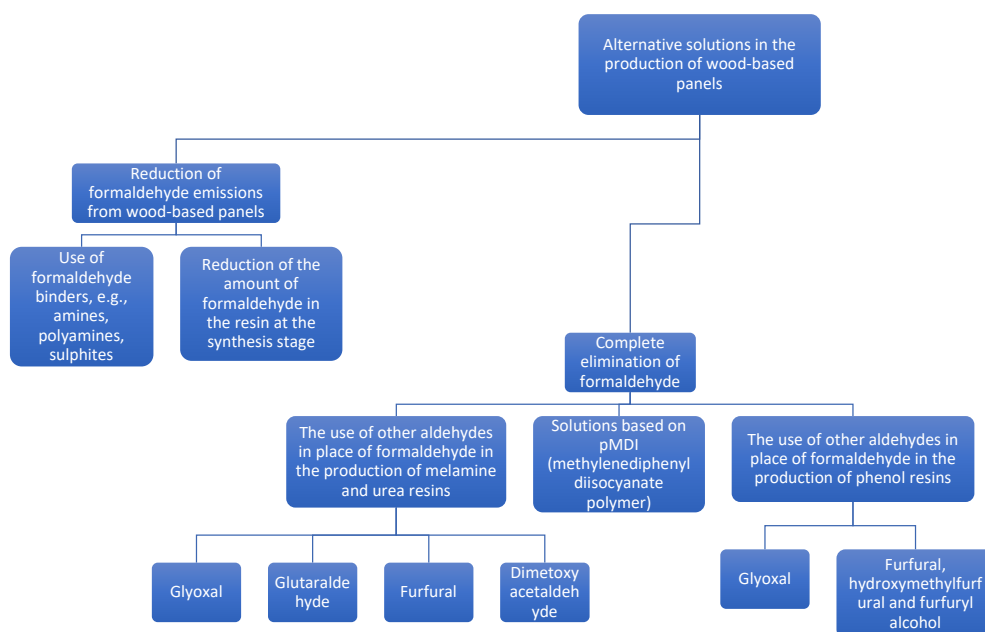 Alternative solutions in the
production of wood-based
panels
Reduction of
formaldehyde emissions
from wood-based panels
Use of
formaldehyde
binders, e.g.,
amines,
polyamines,
sulphites
Reduction of the
amount of
formaldehyde in
the resin at the
synthesis stage
Complete
elimination of
formaldehyde
The use of other aldehydes
in place of formaldehyde in
the production of melamine
and urea resins
Solutions based on
pMDI
(methylenediphenyl
diisocyanate
polymer)
The use of other aldehydes in
place of formaldehyde in the
production of phenol resins
Glyoxal
Glutaralde
hyde
Furfural
Dimetoxy
acetaldeh
yde
Glyoxal
Furfural,
hydroxymethylfurf
ural and furfuryl
alcohol